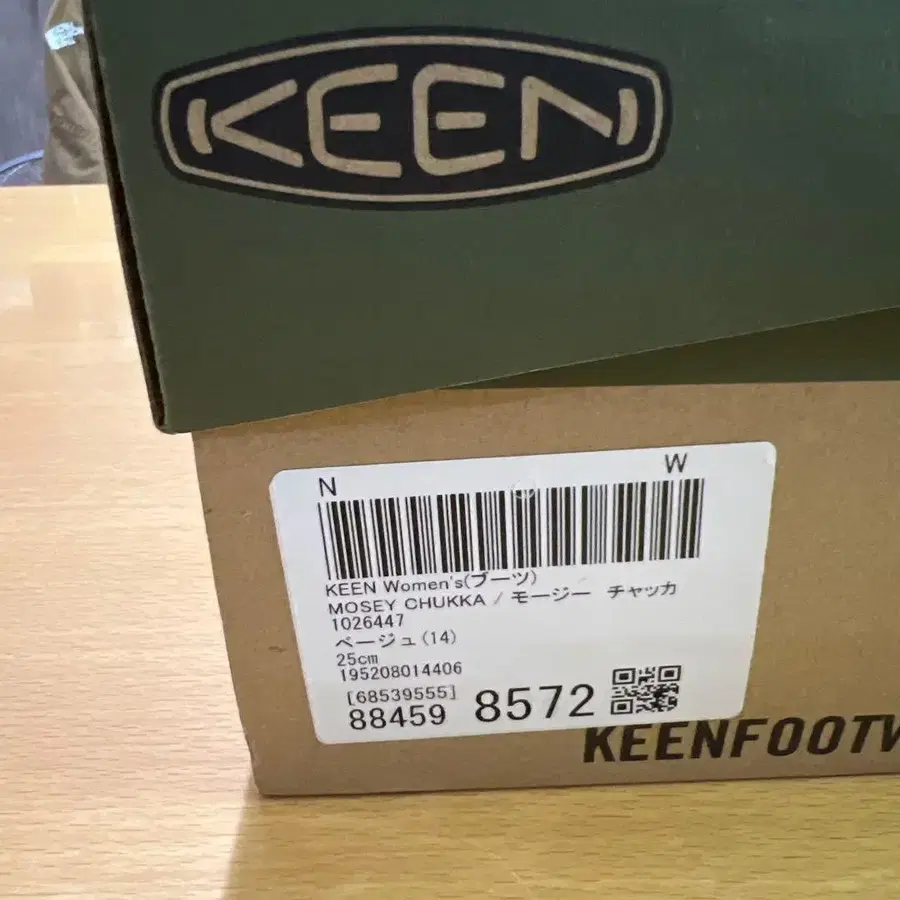 KEEN
N W
KEEN Women's(ブーツ)
MOSEY CHUKKA / モージー チャッカ
1026447
ベージュ(14)
25cm
195208014406
[68539555]
88459 8572
KEENFOOTW